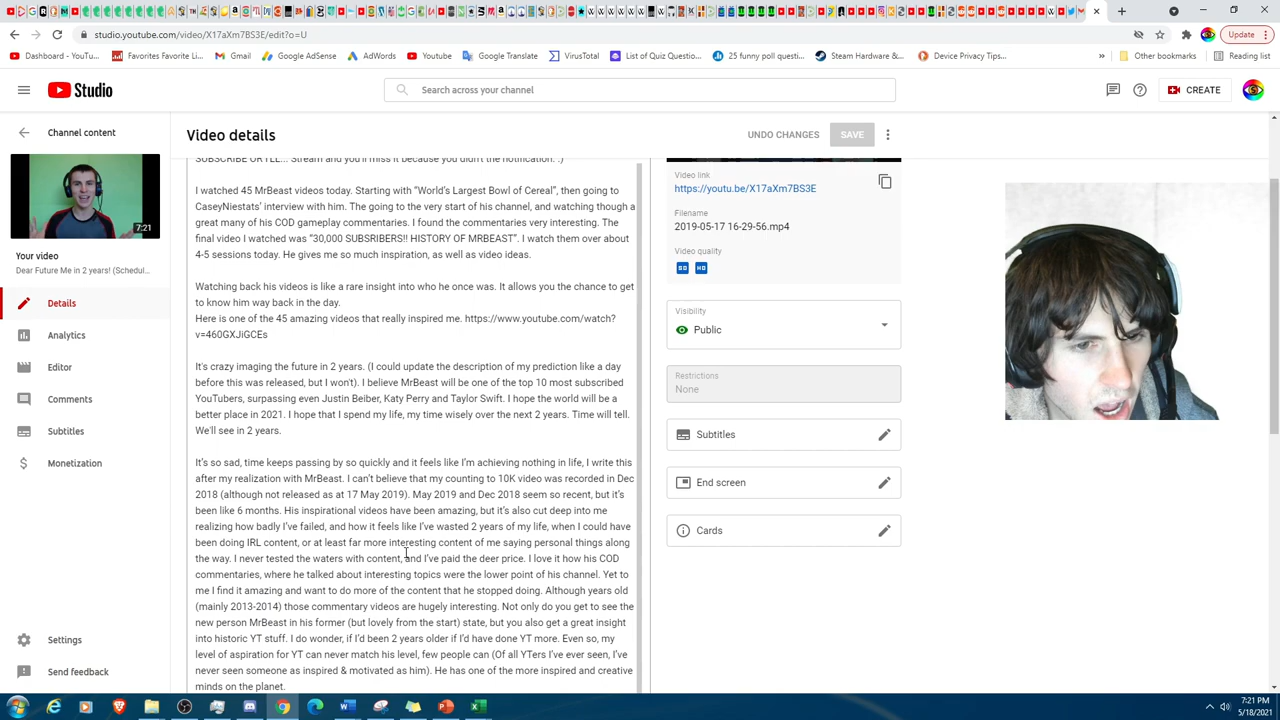 studio.youtube.com/video/X17aXm7BS3E/edit?o=U
Update
Dashboard - YouTu...
Favorites Favorite Li...
Gmail
Google AdSense
AdWords
Youtube
Google Translate
VirusTotal
List of Quiz Questio...
25 funny poll questi...
Steam Hardware &...
Device Privacy Tips...
»
Other bookmarks
Reading list
Studio
Search across your channel
CREATE
Channel content
Video details
UNDO CHANGES
SAVE
7:21
Your video
Dear Future Me in 2 years! (Schedul...
Details
Analytics
Editor
Comments
Subtitles
Monetization
Settings
Send feedback
SUBSCRIBE OR I'LL... Stream and you'll miss it because you didn't the notification. :)
I watched 45 MrBeast videos today. Starting with “World’s Largest Bowl of Cereal”, then going to
CaseyNiestats’ interview with him. The going to the very start of his channel, and watching though a
great many of his COD gameplay commentaries. I found the commentaries very interesting. The
final video I watched was “30,000 SUBSRIBERS!! HISTORY OF MRBEAST”. I watch them over about
4-5 sessions today. He gives me so much inspiration, as well as video ideas.
Watching back his videos is like a rare insight into who he once was. It allows you the chance to get
to know him way back in the day.
Here is one of the 45 amazing videos that really inspired me. https://www.youtube.com/watch?
v=460GXJiGCEs
It's crazy imaging the future in 2 years. (I could update the description of my prediction like a day
before this was released, but I won't). I believe MrBeast will be one of the top 10 most subscribed
YouTubers, surpassing even Justin Beiber, Katy Perry and Taylor Swift. I hope the world will be a
better place in 2021. I hope that I spend my life, my time wisely over the next 2 years. Time will tell.
We'll see in 2 years.
It’s so sad, time keeps passing by so quickly and it feels like I’m achieving nothing in life, I write this
after my realization with MrBeast. I can’t believe that my counting to 10K video was recorded in Dec
2018 (although not released as at 17 May 2019). May 2019 and Dec 2018 seem so recent, but it’s
been like 6 months. His inspirational videos have been amazing, but it’s also cut deep into me
realizing how badly I’ve failed, and how it feels like I’ve wasted 2 years of my life, when I could have
been doing IRL content, or at least far more interesting content of me saying personal things along
the way. I never tested the waters with content, and I’ve paid the deer price. I love it how his COD
commentaries, where he talked about interesting topics were the lower point of his channel. Yet to
me I find it amazing and want to do more of the content that he stopped doing. Although years old
(mainly 2013-2014) those commentary videos are hugely interesting. Not only do you get to see the
new person MrBeast in his former (but lovely from the start) state, but you also get a great insight
into historic YT stuff. I do wonder, if I’d been 2 years older if I’d have done YT more. Even so, my
level of aspiration for YT can never match his level, few people can (Of all YTers I’ve ever seen, I’ve
never seen someone as inspired & motivated as him). He has one of the more inspired and creative
minds on the planet.
Video link
https://youtu.be/X17aXm7BS3E
Filename
2019-05-17 16-29-56.mp4
Video quality
SD HD
Visibility
Public
Restrictions
None
Subtitles
End screen
Cards
7:21 PM
5/18/2021